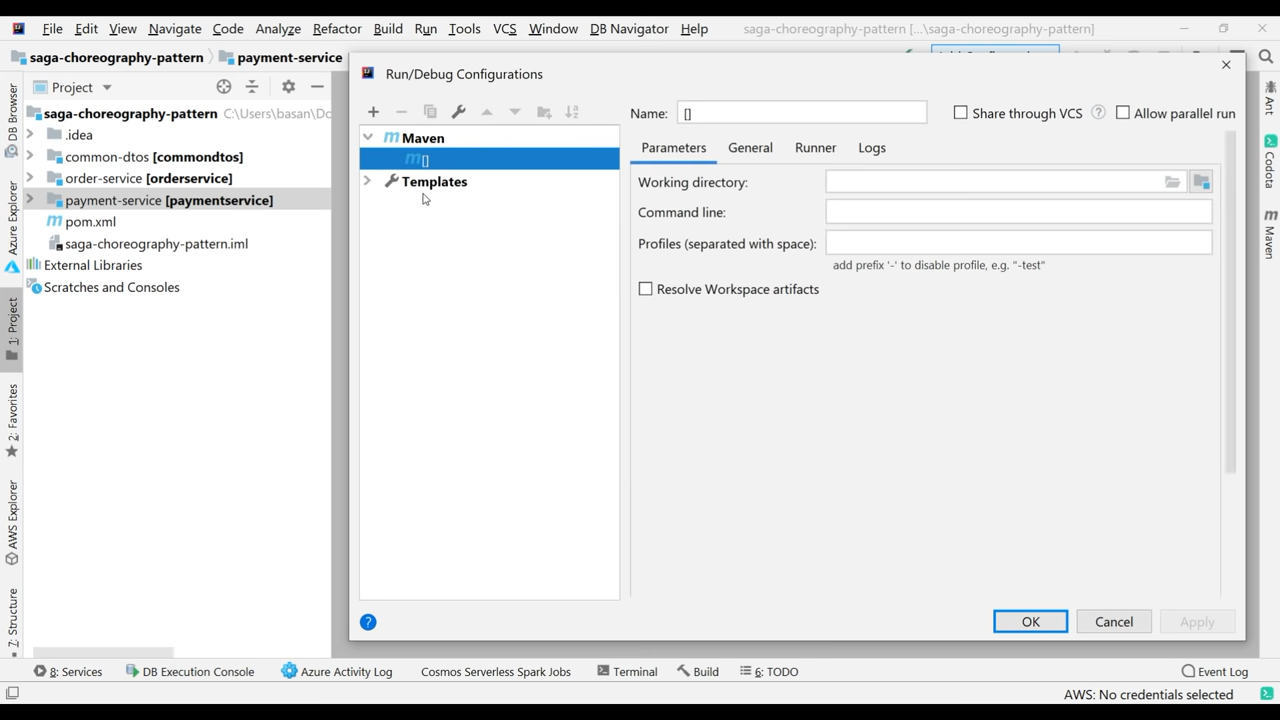 File Edit View Navigate Code Analyze Refactor Build Run Tools VCS Window DB Navigator Help saga-choreography-pattern [...\saga-choreography-pattern]
saga-choreography-pattern payment-service
Run/Debug Configurations
Project
saga-choreography-pattern C:\Users\basan\Do
.idea
common-dtos [commondtos]
order-service [orderservice]
payment-service [paymentservice]
pom.xml
saga-choreography-pattern.iml
External Libraries
Scratches and Consoles
Maven
[]
Templates
Name: []
Share through VCS ? Allow parallel run
Parameters General Runner Logs
Working directory:
Command line:
Profiles (separated with space):
add prefix '-' to disable profile, e.g. "-test"
Resolve Workspace artifacts
? OK Cancel Apply
DB Browser
Azure Explorer
1: Project
2: Favorites
AWS Explorer
7: Structure
Ant
Codota
Maven
8: Services DB Execution Console Azure Activity Log Cosmos Serverless Spark Jobs Terminal Build 6: TODO Event Log
AWS: No credentials selected